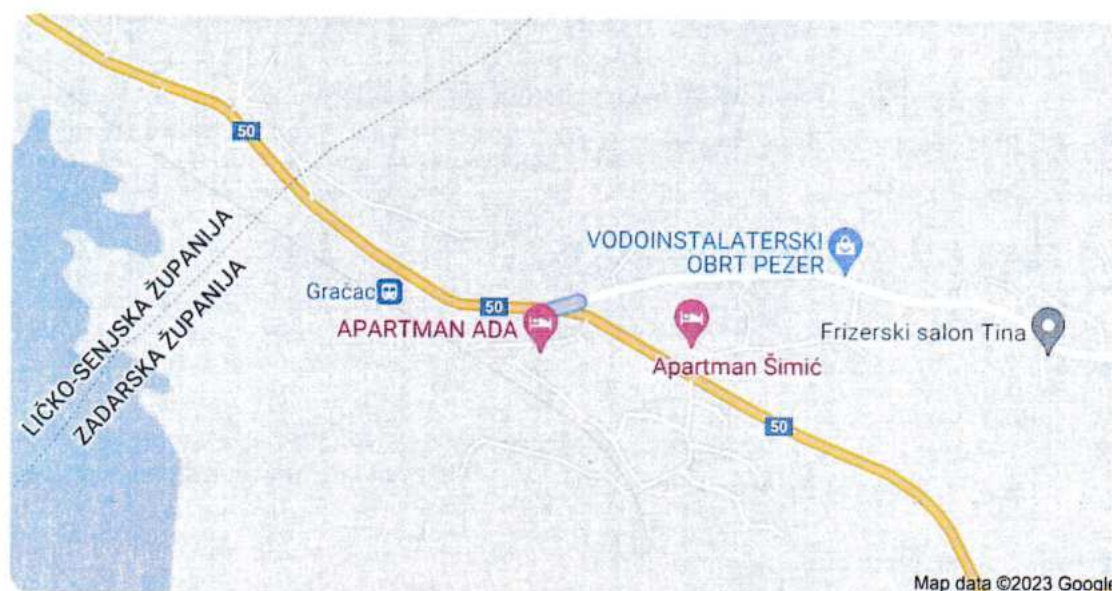 50
LIČKO-SENJSKA ŽUPANIJA
ZADARSKA ŽUPANIJA
VODOINSTALATERSKI
OBRT PEZER
Gračac
50
APARTMAN ADA
Frizerski salon Tina
Apartman Šimić
50
Map data ©2023 Google